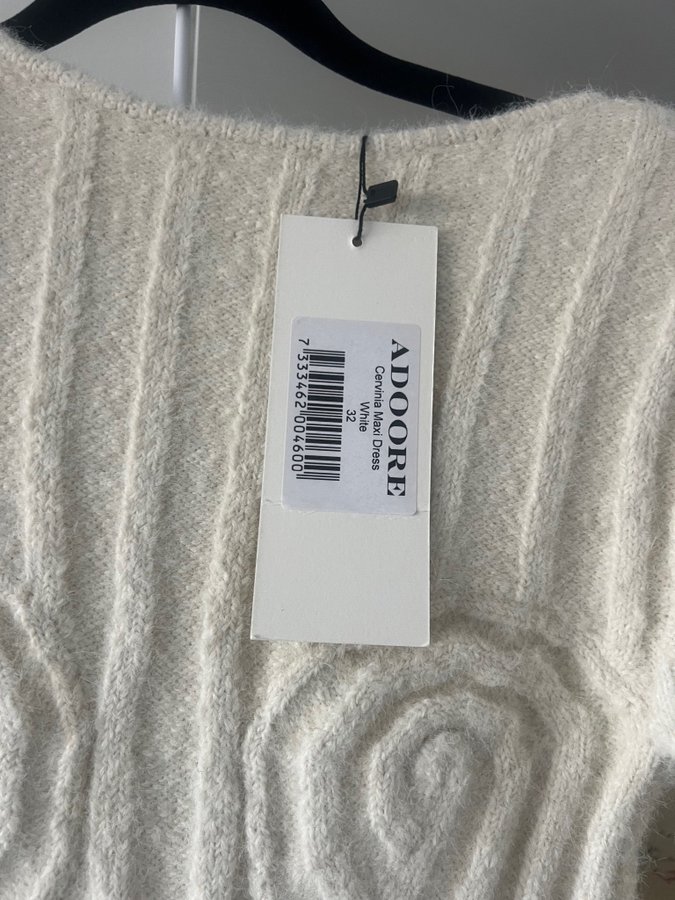 ADOORE
Cervinia Maxi Dress
White
32
7 333462 004600